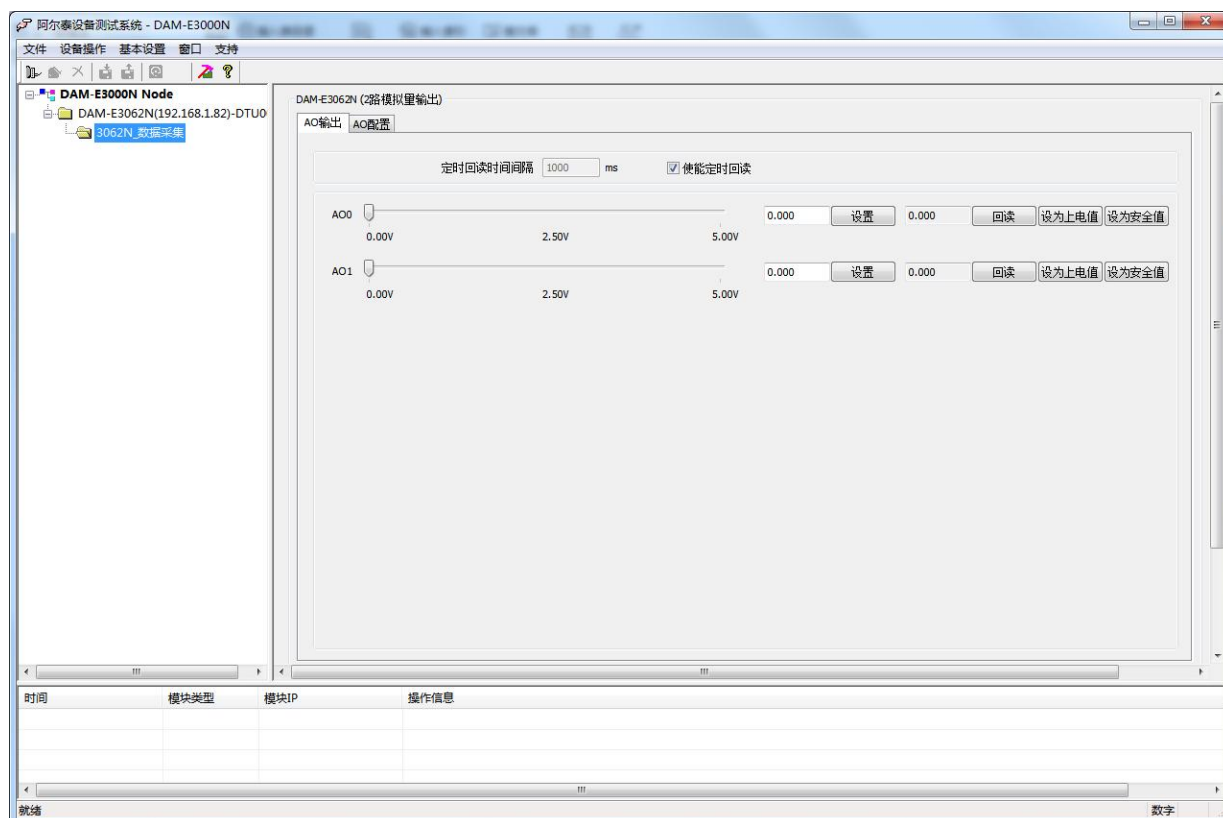 阿尔泰设备测试系统 - DAM-E3000N
文件 设备操作 基本设置 窗口 支持
DAM-E3000N Node
DAM-E3062N(192.168.1.82)-DTU0
3062N_数据采集
DAM-E3062N (2路模拟量输出)
AO输出 AO配置
定时回读时间间隔 1000 ms 使能定时回读
AO0 0.000 设置 0.000 回读 设为上电值 设为安全值
0.00V 2.50V 5.00V
AO1 0.000 设置 0.000 回读 设为上电值 设为安全值
0.00V 2.50V 5.00V
时间 模块类型 模块IP 操作信息
就绪 数字